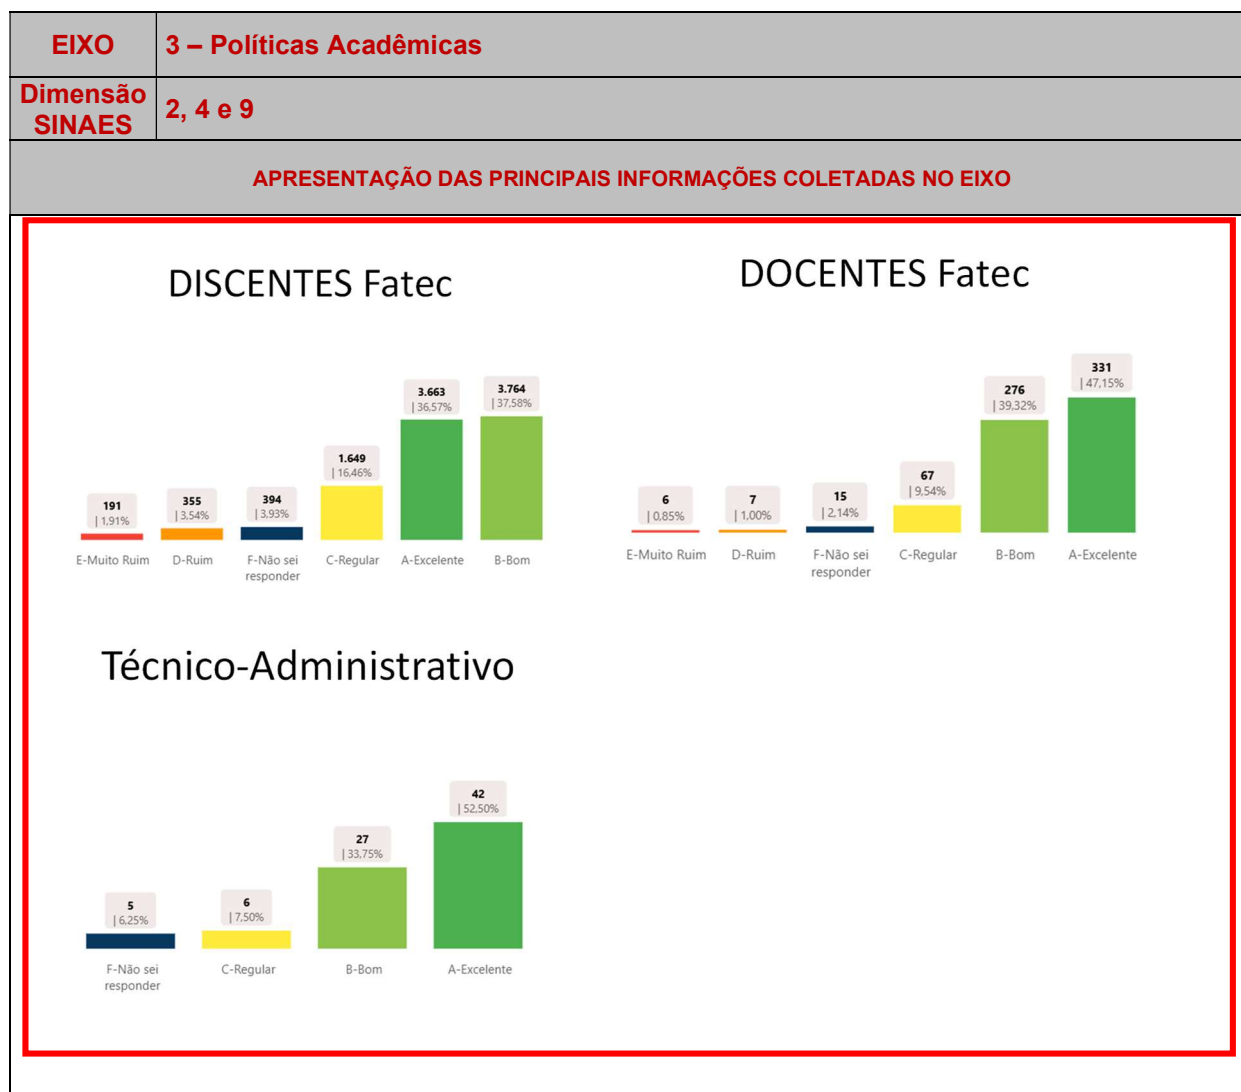 EIXO
3 – Políticas Acadêmicas
Dimensão
SINAES
2, 4 e 9
APRESENTAÇÃO DAS PRINCIPAIS INFORMAÇÕES COLETADAS NO EIXO
DISCENTES Fatec
191
| 1,91%
355
| 3,54%
394
| 3,93%
1.649
| 16,46%
3.663
| 36,57%
3.764
| 37,58%
E-Muito Ruim
D-Ruim
F-Não sei
responder
C-Regular
A-Excelente
B-Bom
DOCENTES Fatec
6
| 0,85%
7
| 1,00%
15
| 2,14%
67
| 9,54%
276
| 39,32%
331
| 47,15%
E-Muito Ruim
D-Ruim
F-Não sei
responder
C-Regular
B-Bom
A-Excelente
Técnico-Administrativo
5
| 6,25%
6
| 7,50%
27
| 33,75%
42
| 52,50%
F-Não sei
responder
C-Regular
B-Bom
A-Excelente